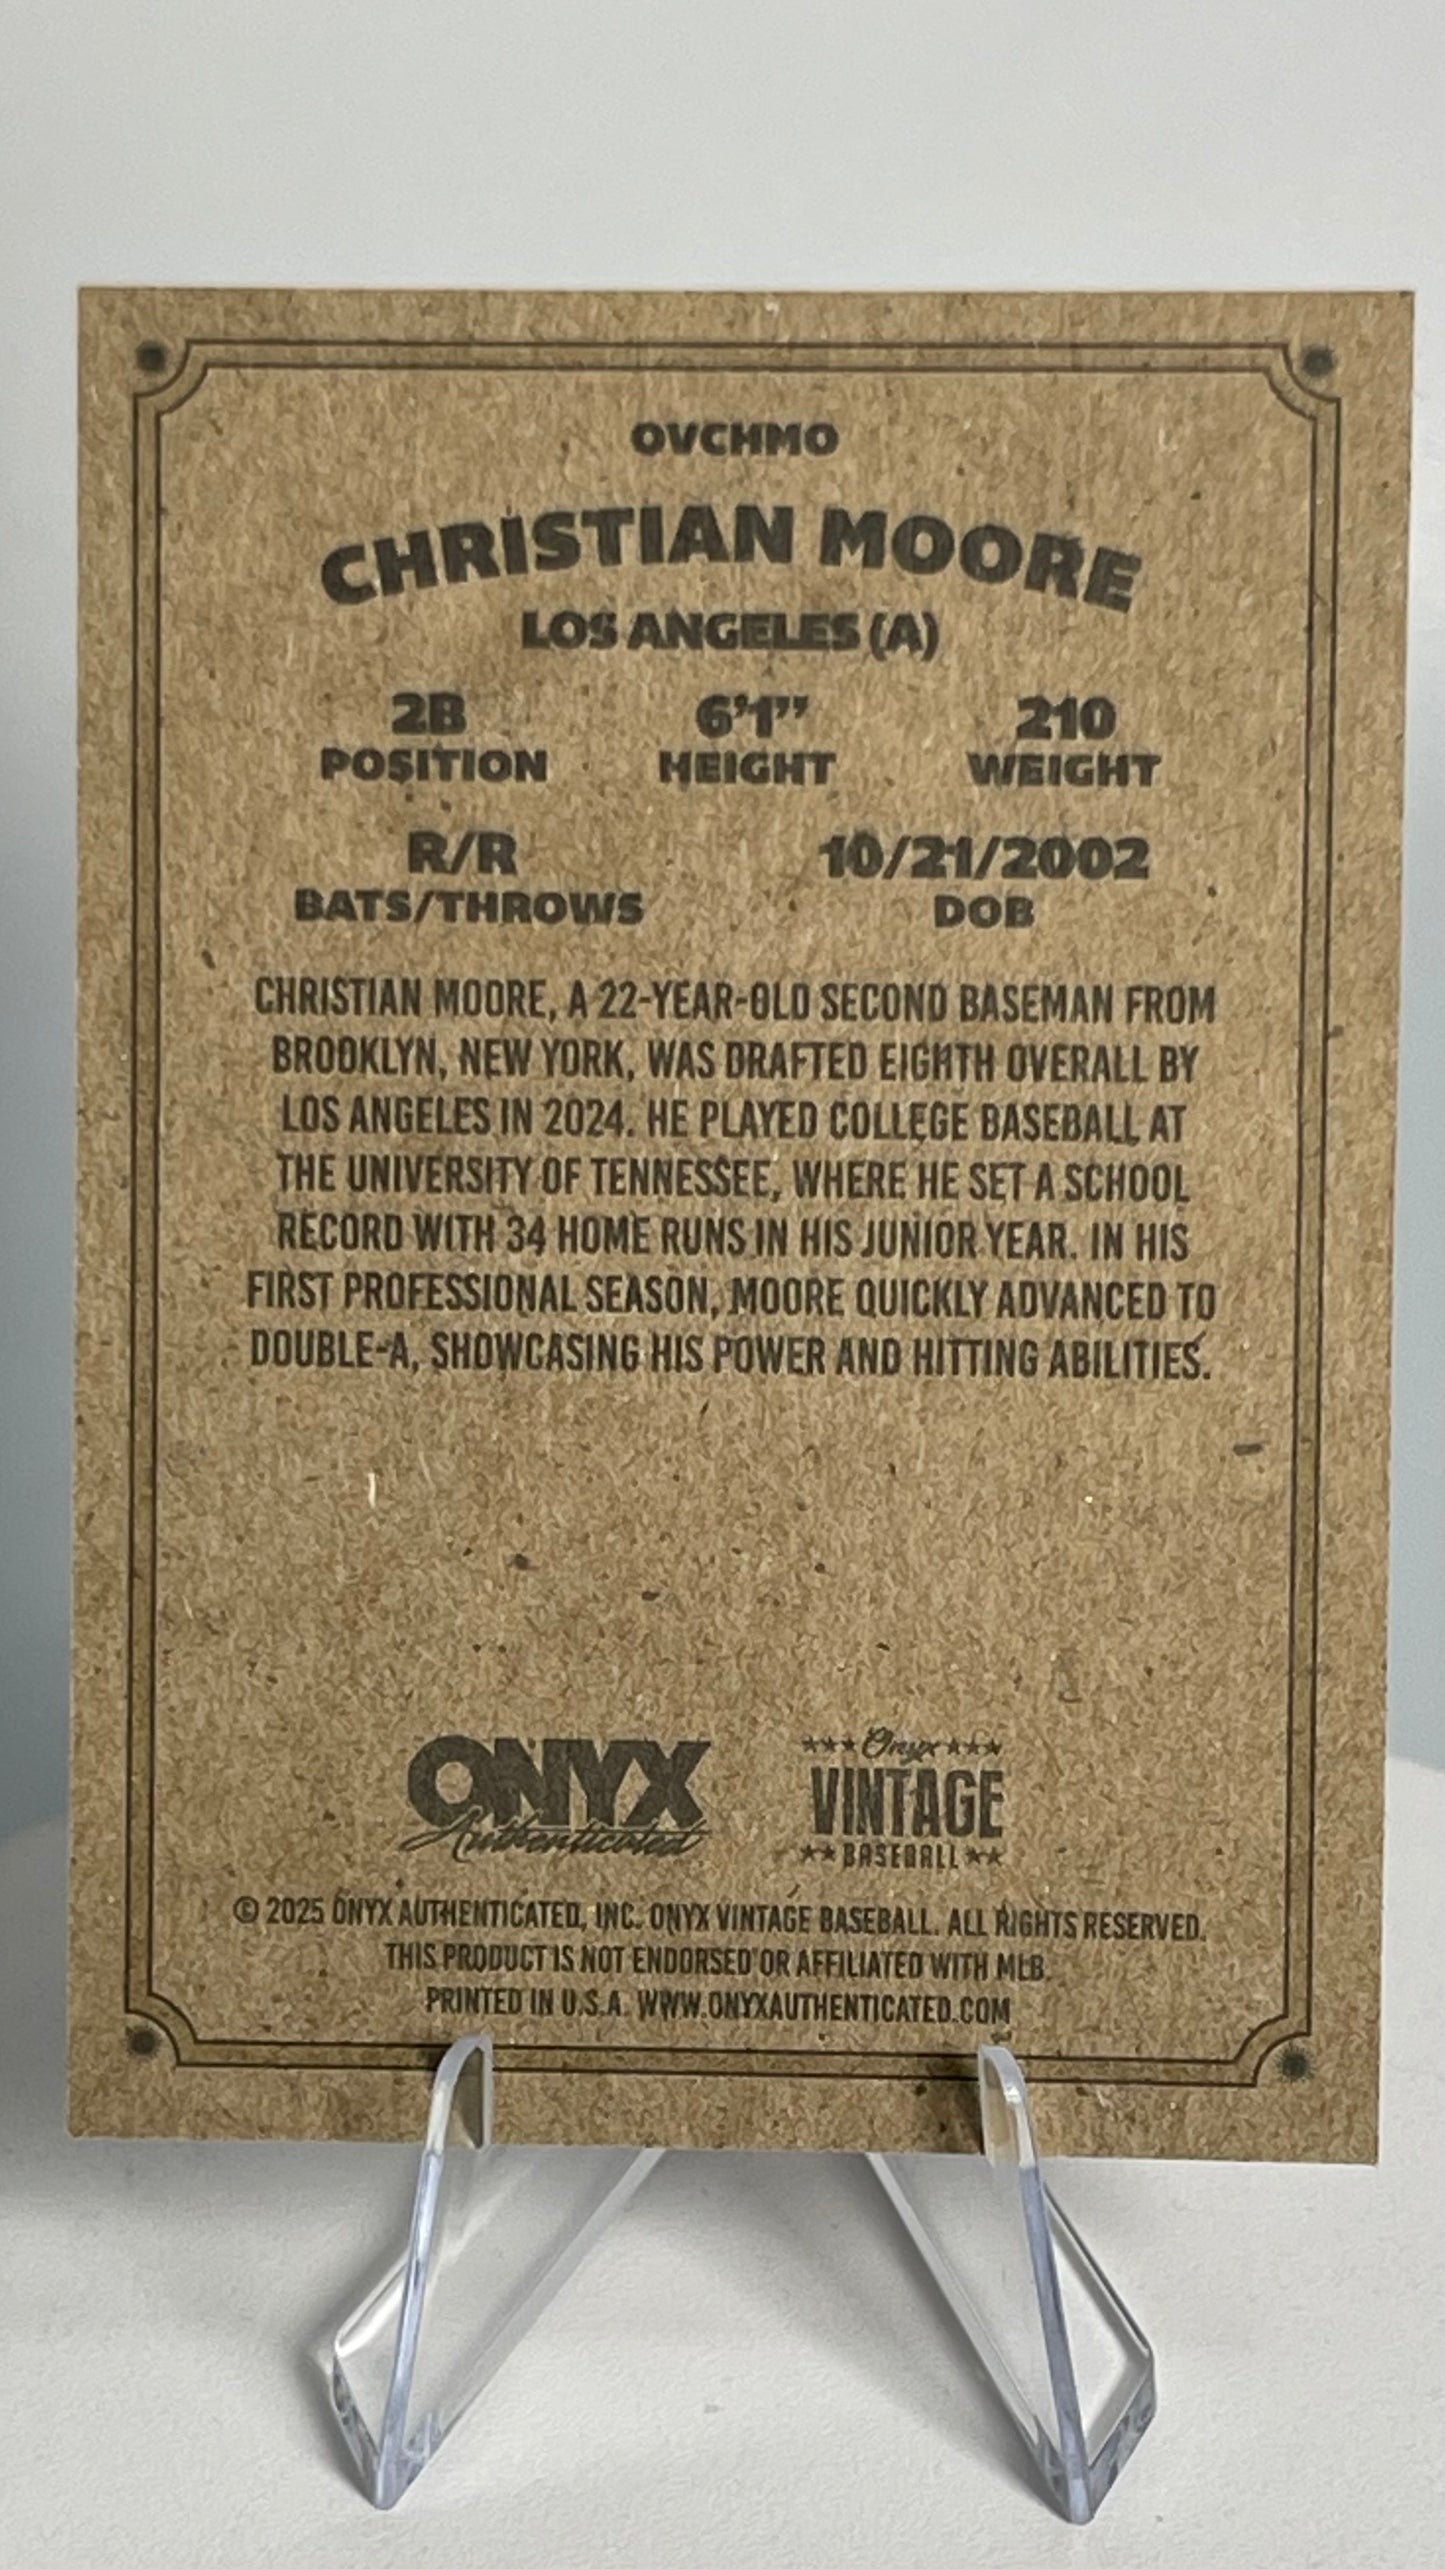 OVCHMO
CHRISTIAN MOORE
LOS ANGELES (A)
2B 6'1" 210
POSITION HEIGHT WEIGHT
R/R 10/21/2002
BATS/THROWS DOB
CHRISTIAN MOORE, A 22-YEAR-OLD SECOND BASEMAN FROM
BROOKLYN, NEW YORK, WAS DRAFTED EIGHTH OVERALL BY
LOS ANGELES IN 2024. HE PLAYED COLLEGE BASEBALL AT
THE UNIVERSITY OF TENNESSEE, WHERE HE SET A SCHOOL
RECORD WITH 34 HOME RUNS IN HIS JUNIOR YEAR. IN HIS
FIRST PROFESSIONAL SEASON, MOORE QUICKLY ADVANCED TO
DOUBLE-A, SHOWCASING HIS POWER AND HITTING ABILITIES.
ONYX
Authenticated
Onyx
VINTAGE
BASEBALL
© 2025 ONYX AUTHENTICATED, INC. ONYX VINTAGE BASEBALL. ALL RIGHTS RESERVED.
THIS PRODUCT IS NOT ENDORSED OR AFFILIATED WITH MLB.
PRINTED IN U.S.A. WWW.ONYXAUTHENTICATED.COM